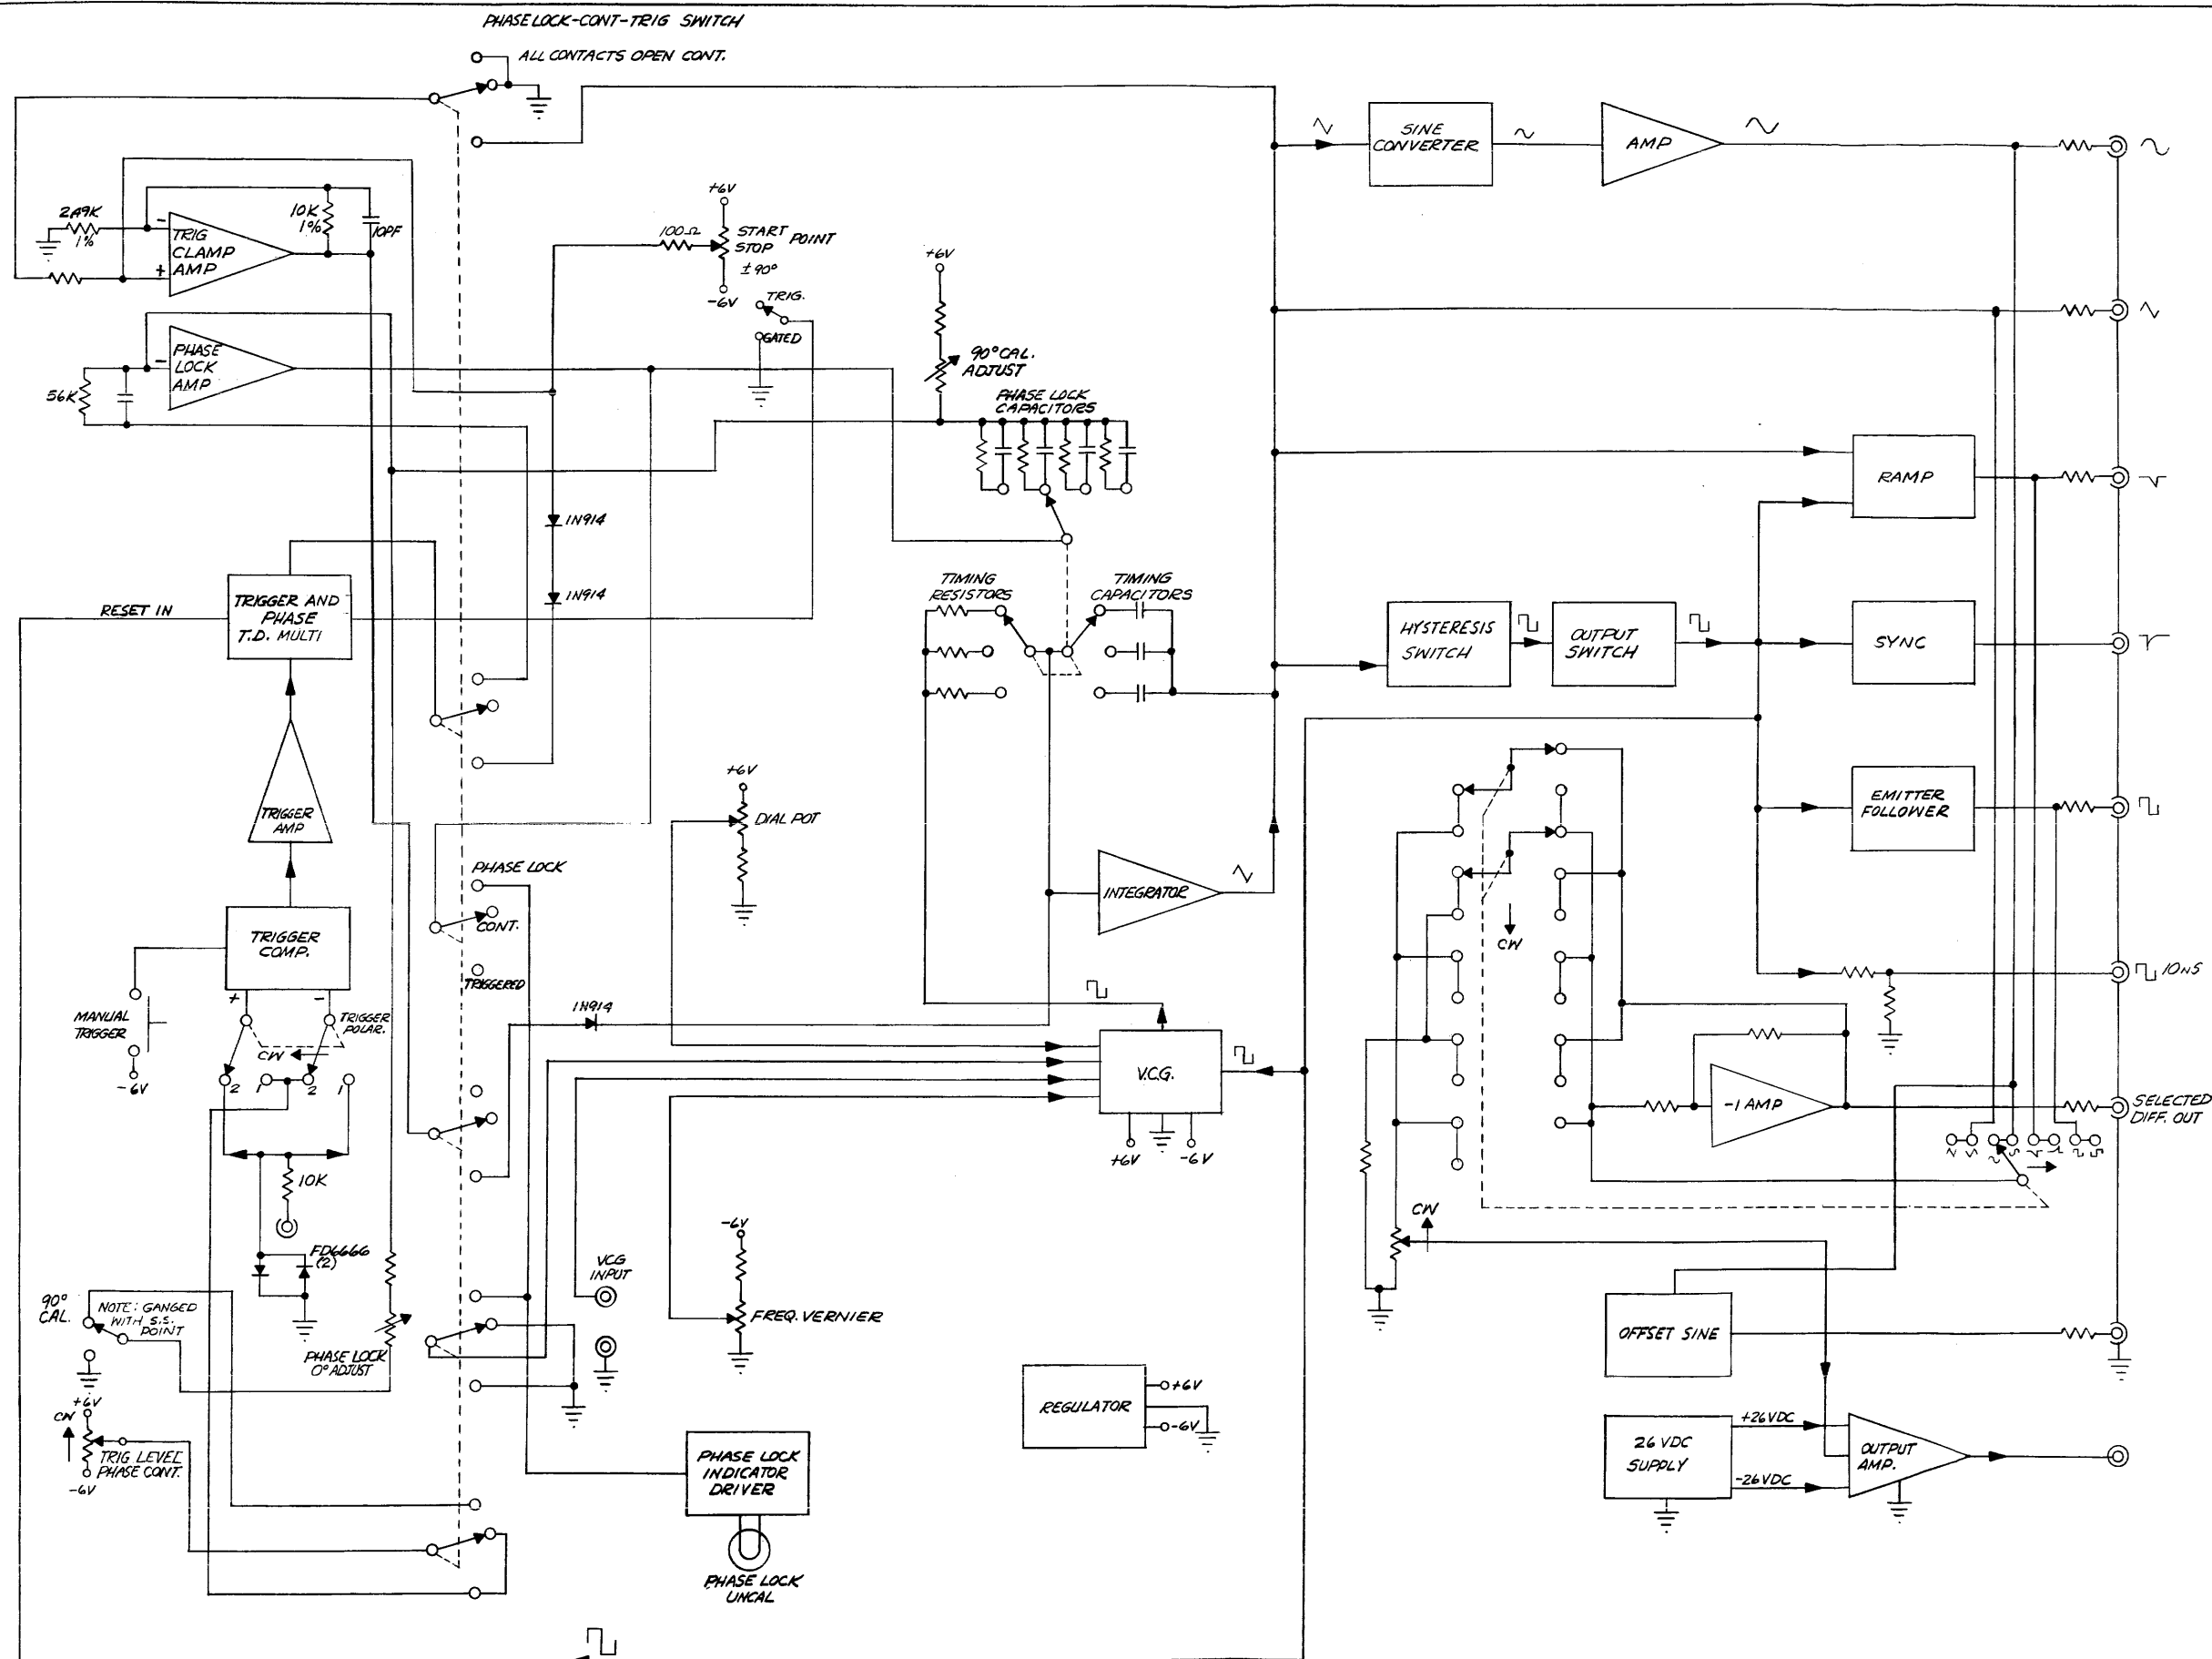 PHASE LOCK-CONT-TRIG SWITCH
ALL CONTACTS OPEN CONT.
SINE
CONVERTER
AMP
2.49K
1%
TRIG
CLAMP
AMP
-
+
10K
1%
10PF
+6V
100Ω
START
STOP
POINT
±90°
-6V
TRIG.
GATED
+6V
90° CAL.
ADJUST
PHASE LOCK
CAPACITORS
PHASE
LOCK
AMP
-
56K
RAMP
1N914
1N914
RESET IN
TRIGGER AND
PHASE
T.D. MULTI
TIMING
RESISTORS
TIMING
CAPACITORS
HYSTERESIS
SWITCH
OUTPUT
SWITCH
SYNC
TRIGGER
AMP
+6V
DIAL POT
EMITTER
FOLLOWER
INTEGRATOR
PHASE LOCK
CONT.
TRIGGERED
CW
TRIGGER
COMP.
+
-
MANUAL
TRIGGER
-6V
TRIGGER
POLAR.
CW
2
1
2
1
1N914
V.C.G.
+6V
-6V
10NS
-1 AMP
SELECTED
DIFF. OUT
10K
FD6666
(2)
CW
-6V
VCG
INPUT
FREQ. VERNIER
90°
CAL.
NOTE: GANGED
WITH S.S.
POINT
PHASE LOCK
0° ADJUST
OFFSET SINE
+6V
CW
TRIG LEVEL
PHASE CONT.
-6V
REGULATOR
+6V
-6V
PHASE LOCK
INDICATOR
DRIVER
PHASE LOCK
UNCAL
26 VDC
SUPPLY
+26VDC
-26VDC
OUTPUT
AMP.